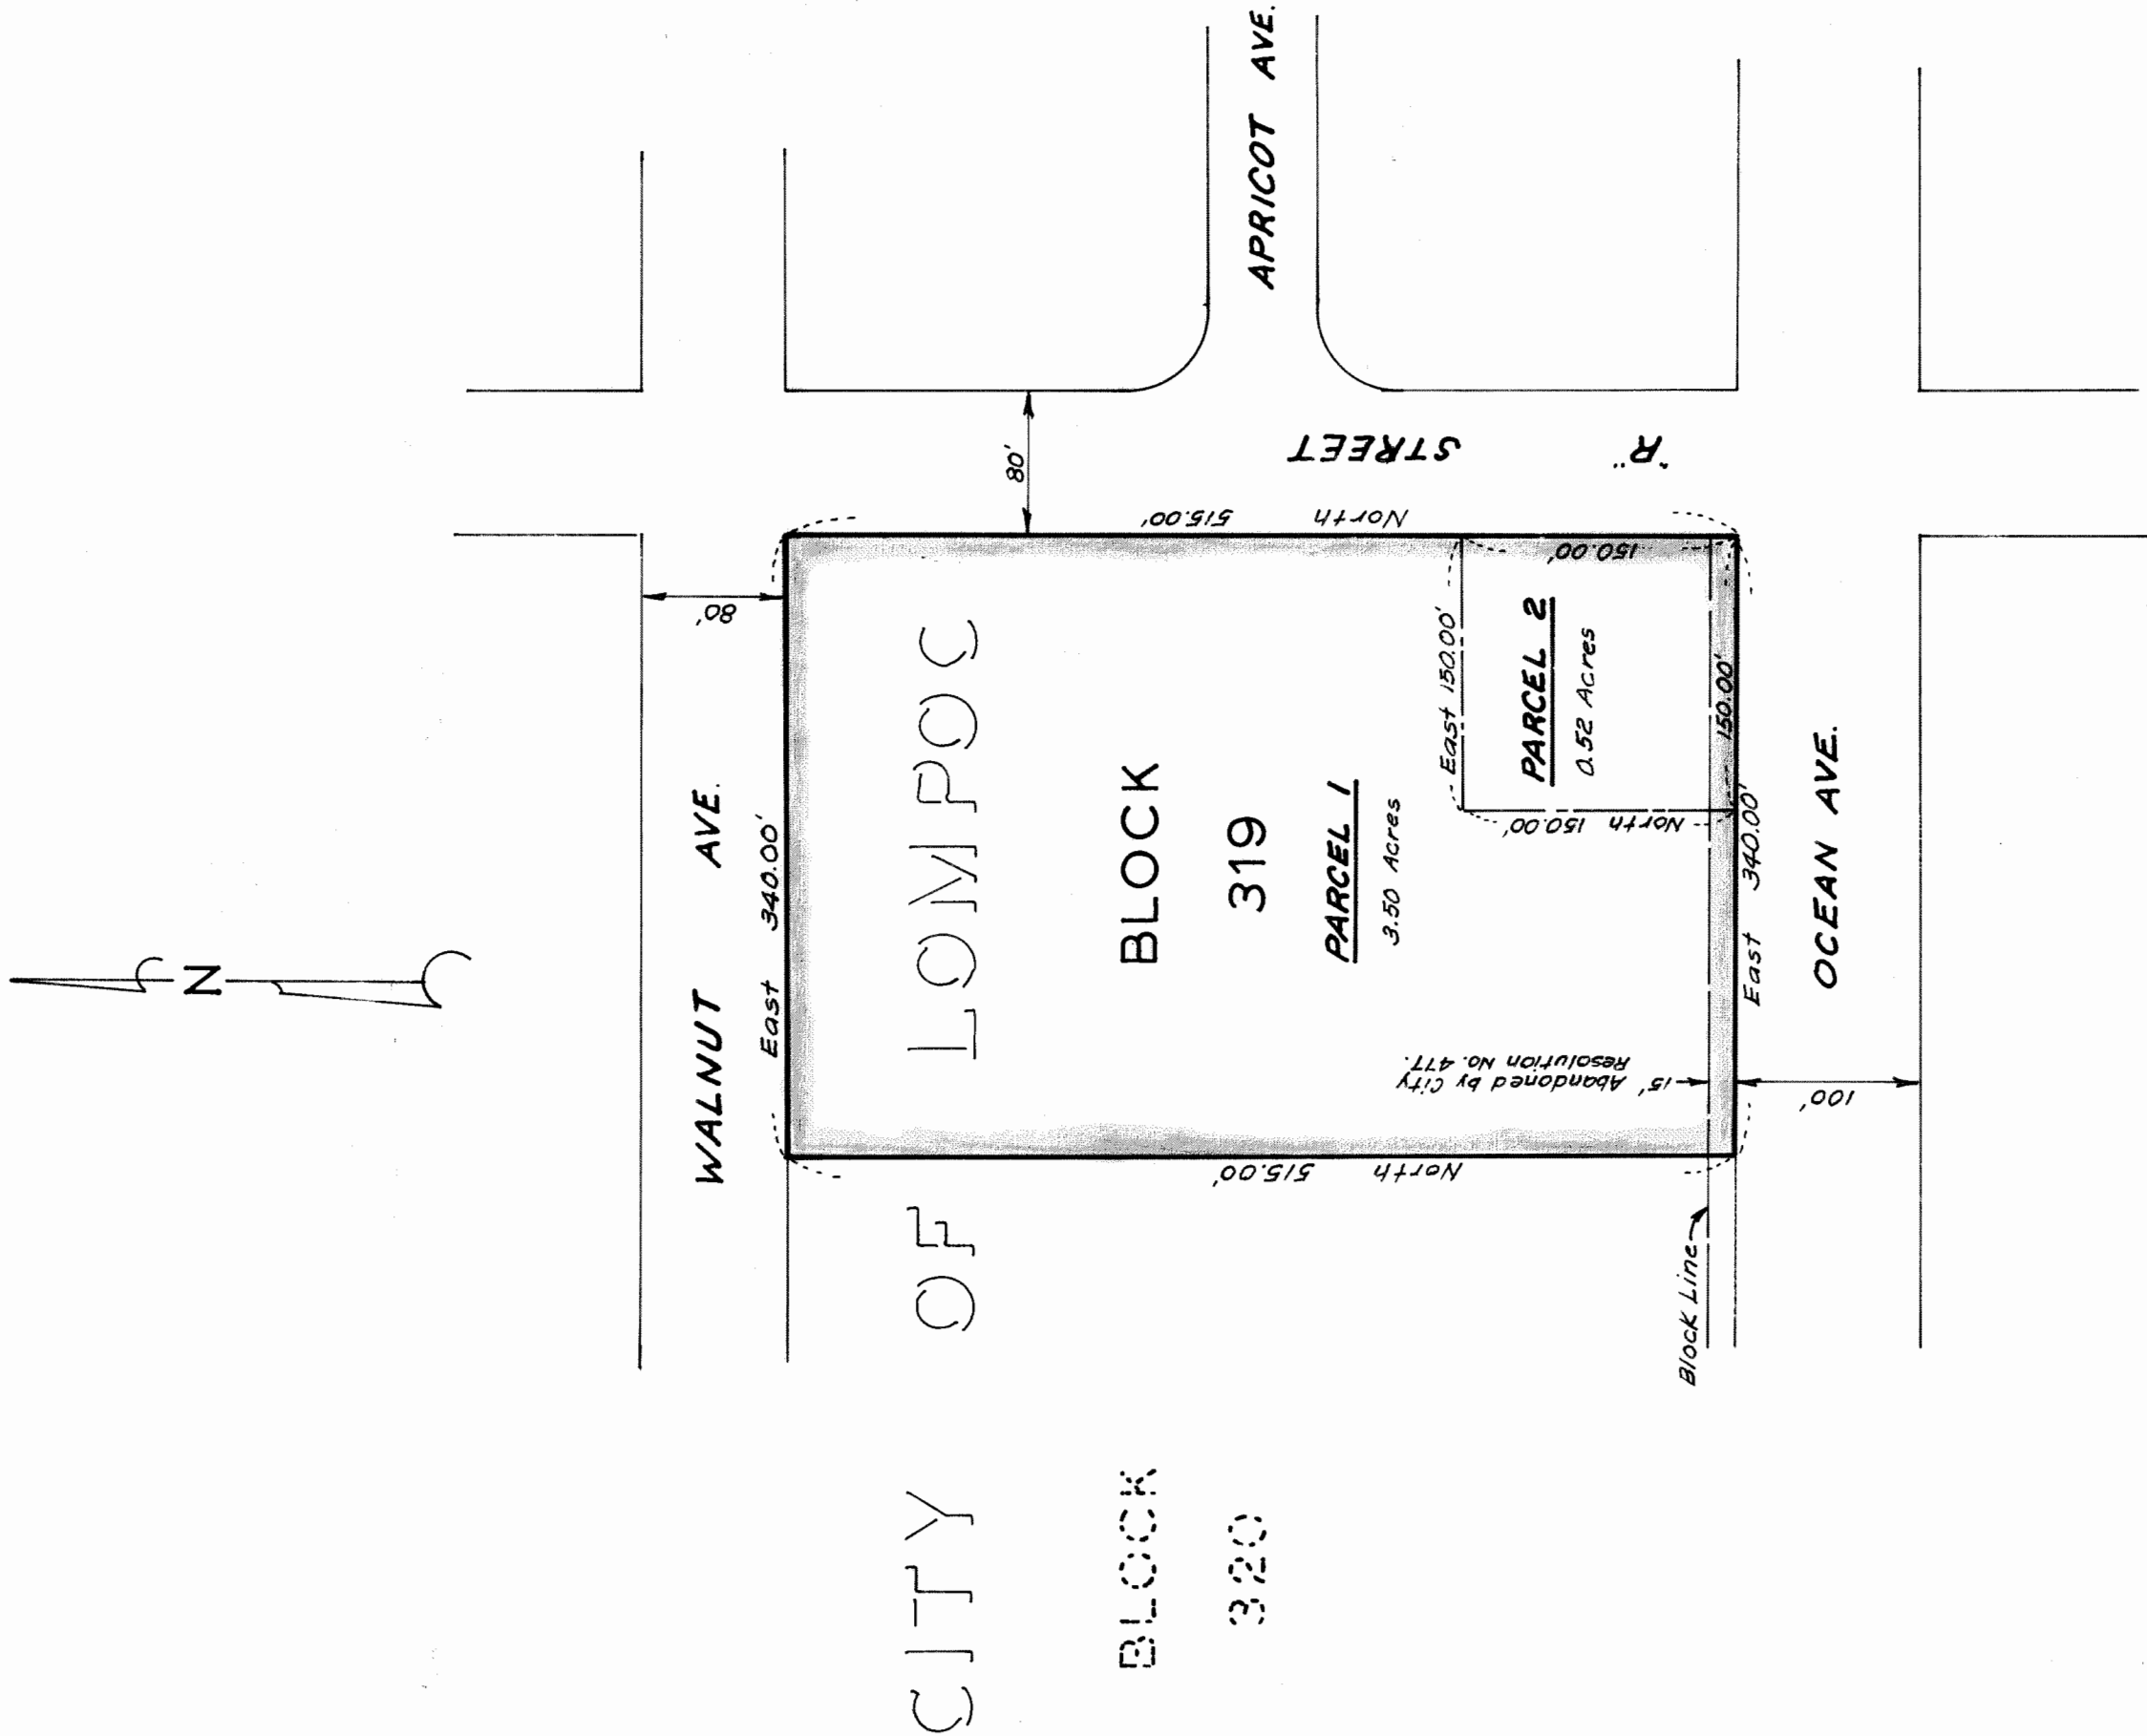 N
WALNUT AVE.
80'
East 340.00'
CITY OF LOMPOC
BLOCK
319
BLOCK
320
PARCEL 1
3.50 Acres
North 515.00'
North 515.00'
80'
"R" STREET
APRICOT AVE.
East 150.00'
North 150.00'
150.00'
150.00'
PARCEL 2
0.52 Acres
15' Abandoned by City
Resolution No. 477.
Block Line
East 340.00'
100'
OCEAN AVE.